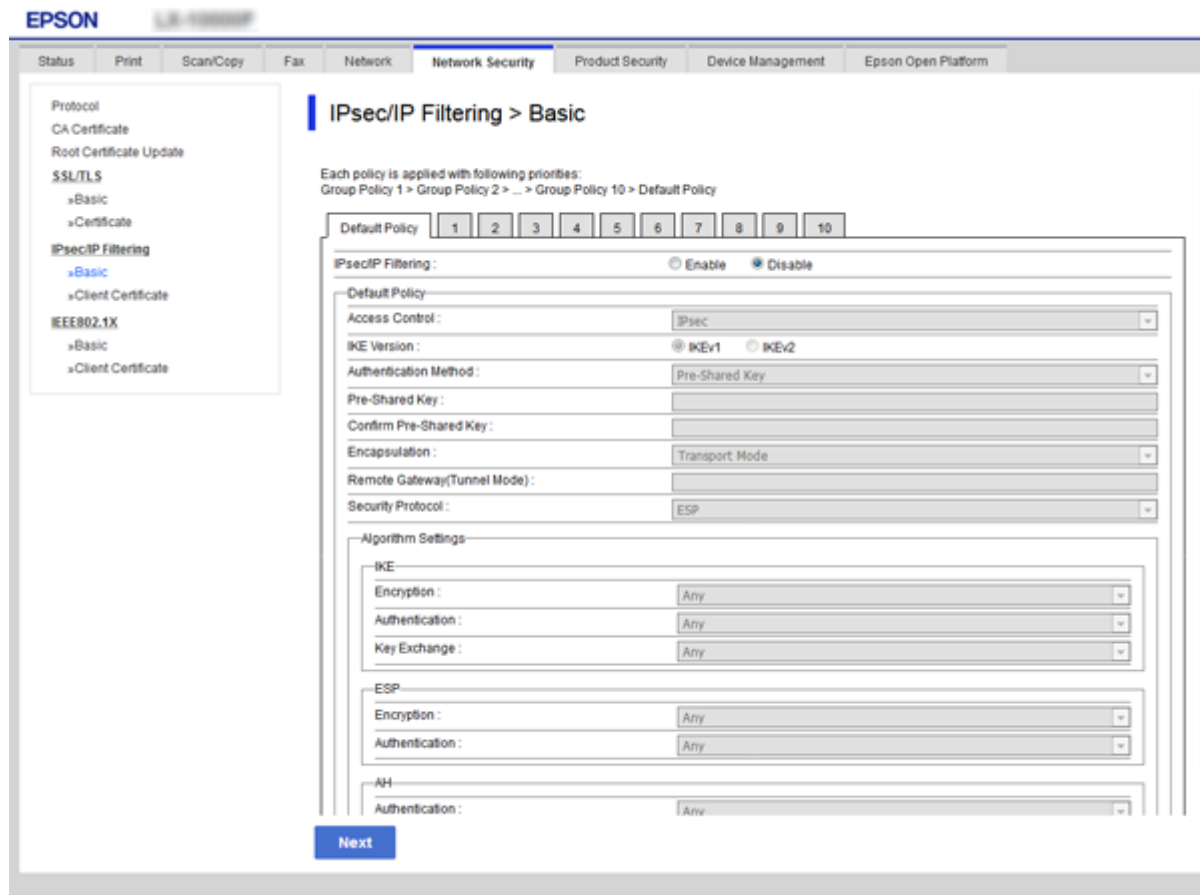 EPSON
Status Print Scan/Copy Fax Network Network Security Product Security Device Management Epson Open Platform
Protocol
CA Certificate
Root Certificate Update
SSL/TLS
»Basic
»Certificate
IPsec/IP Filtering
»Basic
»Client Certificate
IEEE802.1X
»Basic
»Client Certificate
IPsec/IP Filtering > Basic
Each policy is applied with following priorities:
Group Policy 1 > Group Policy 2 > ... > Group Policy 10 > Default Policy
Default Policy 1 2 3 4 5 6 7 8 9 10
IPsec/IP Filtering : Enable Disable
Default Policy
Access Control : IPsec
IKE Version : IKEv1 IKEv2
Authentication Method : Pre-Shared Key
Pre-Shared Key :
Confirm Pre-Shared Key :
Encapsulation : Transport Mode
Remote Gateway(Tunnel Mode) :
Security Protocol : ESP
Algorithm Settings
IKE
Encryption : Any
Authentication : Any
Key Exchange : Any
ESP
Encryption : Any
Authentication : Any
AH
Authentication : Any
Next